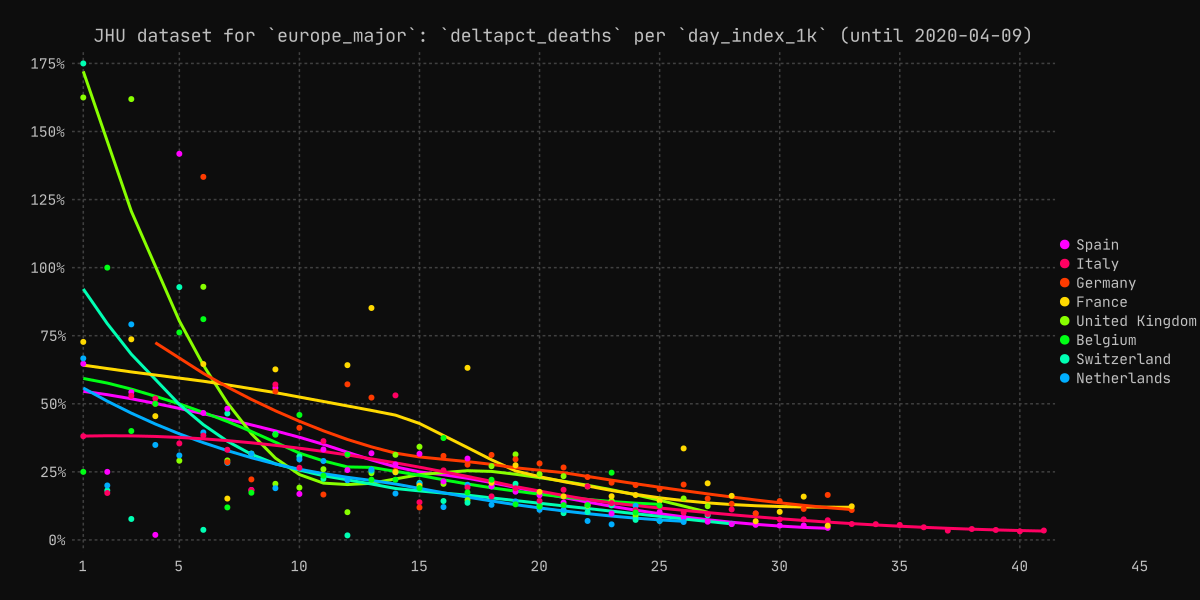 JHU dataset for `europe_major`: `deltapct_deaths` per `day_index_1k` (until 2020-04-09)
175%
150%
125%
100%
75%
50%
25%
0%
1 5 10 15 20 25 30 35 40 45
Spain
Italy
Germany
France
United Kingdom
Belgium
Switzerland
Netherlands